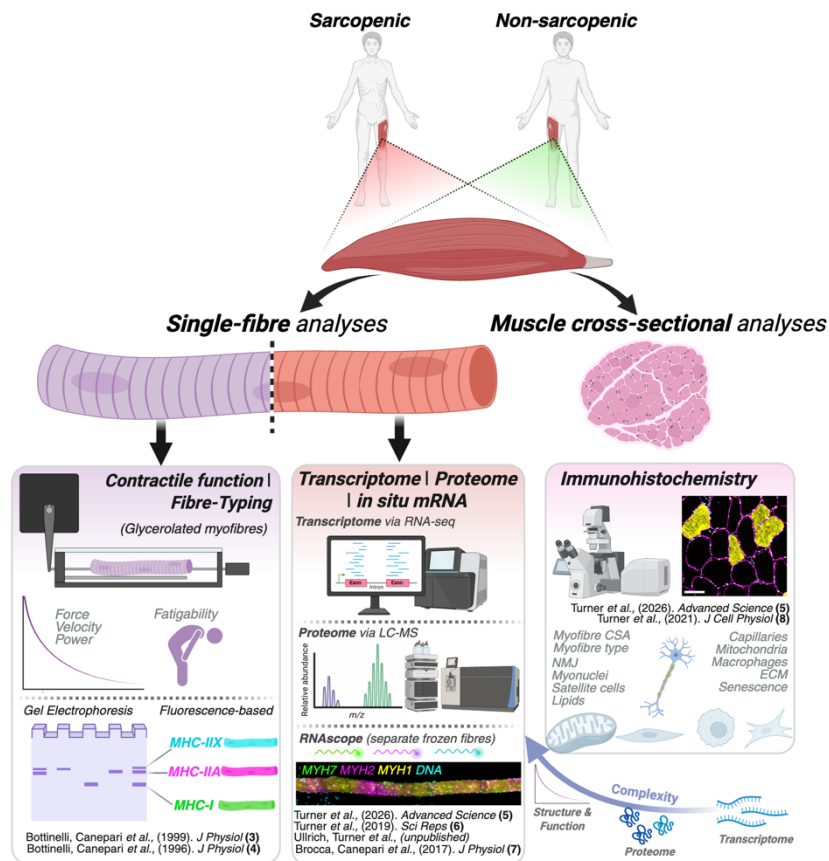 Sarcopenic
Non-sarcopenic
Single-fibre analyses
Muscle cross-sectional analyses
Contractile function |
Fibre-Typing
(Glycerolated myofibres)
Force
Velocity
Power
Fatigability
Gel Electrophoresis
Fluorescence-based
MHC-IIX
MHC-IIA
MHC-I
Bottinelli, Canepari et al., (1999). J Physiol (3)
Bottinelli, Canepari et al., (1996). J Physiol (4)
Transcriptome | Proteome
| in situ mRNA
Transcriptome via RNA-seq
Exon
Intron
Exon
Proteome via LC-MS
Relative abundance
m/z
RNAscope (separate frozen fibres)
MYH7 MYH2 MYH1 DNA
Turner et al., (2026). Advanced Science (5)
Turner et al., (2019). Sci Reps (6)
Ullrich, Turner et al., (unpublished)
Brocca, Canepari et al., (2017). J Physiol (7)
Immunohistochemistry
Turner et al., (2026). Advanced Science (5)
Turner et al., (2021). J Cell Physiol (8)
Myofibre CSA
Myofibre type
NMJ
Myonuclei
Satellite cells
Lipids
Capillaries
Mitochondria
Macrophages
ECM
Senescence
Complexity
Structure &
Function
Proteome
Transcriptome